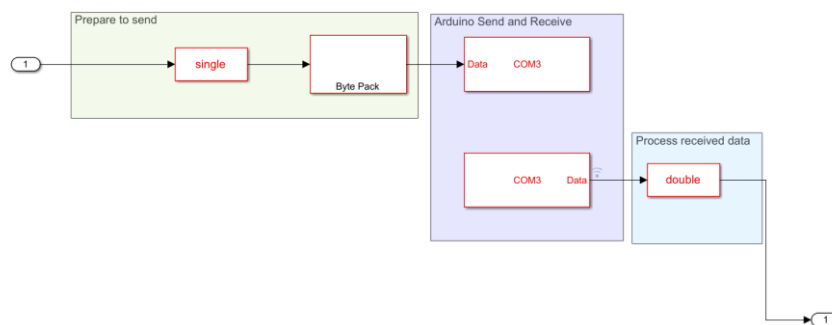 Prepare to send
Arduino Send and Receive
1
single
Byte Pack
Data
COM3
COM3
Data
Process received data
double
1